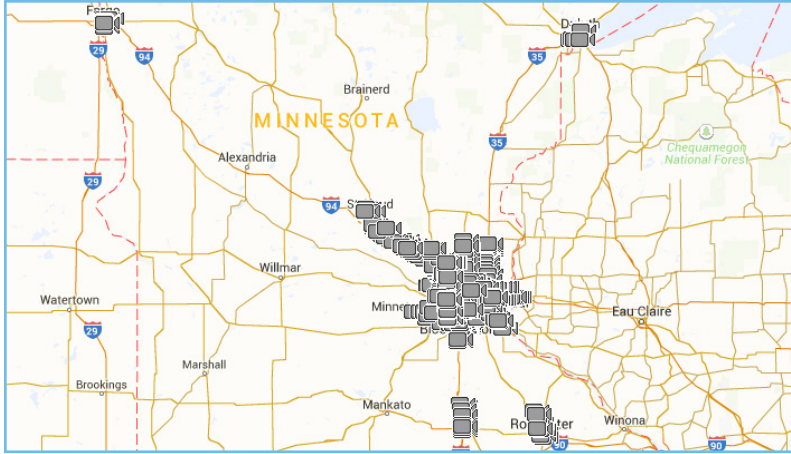 29
94
35
Brainerd
MINNESOTA
35
Chequamegon
National Forest
Alexandria
29
94
Willmar
Watertown
Eau Claire
29
Marshall
Brookings
Mankato
Winona
90
90